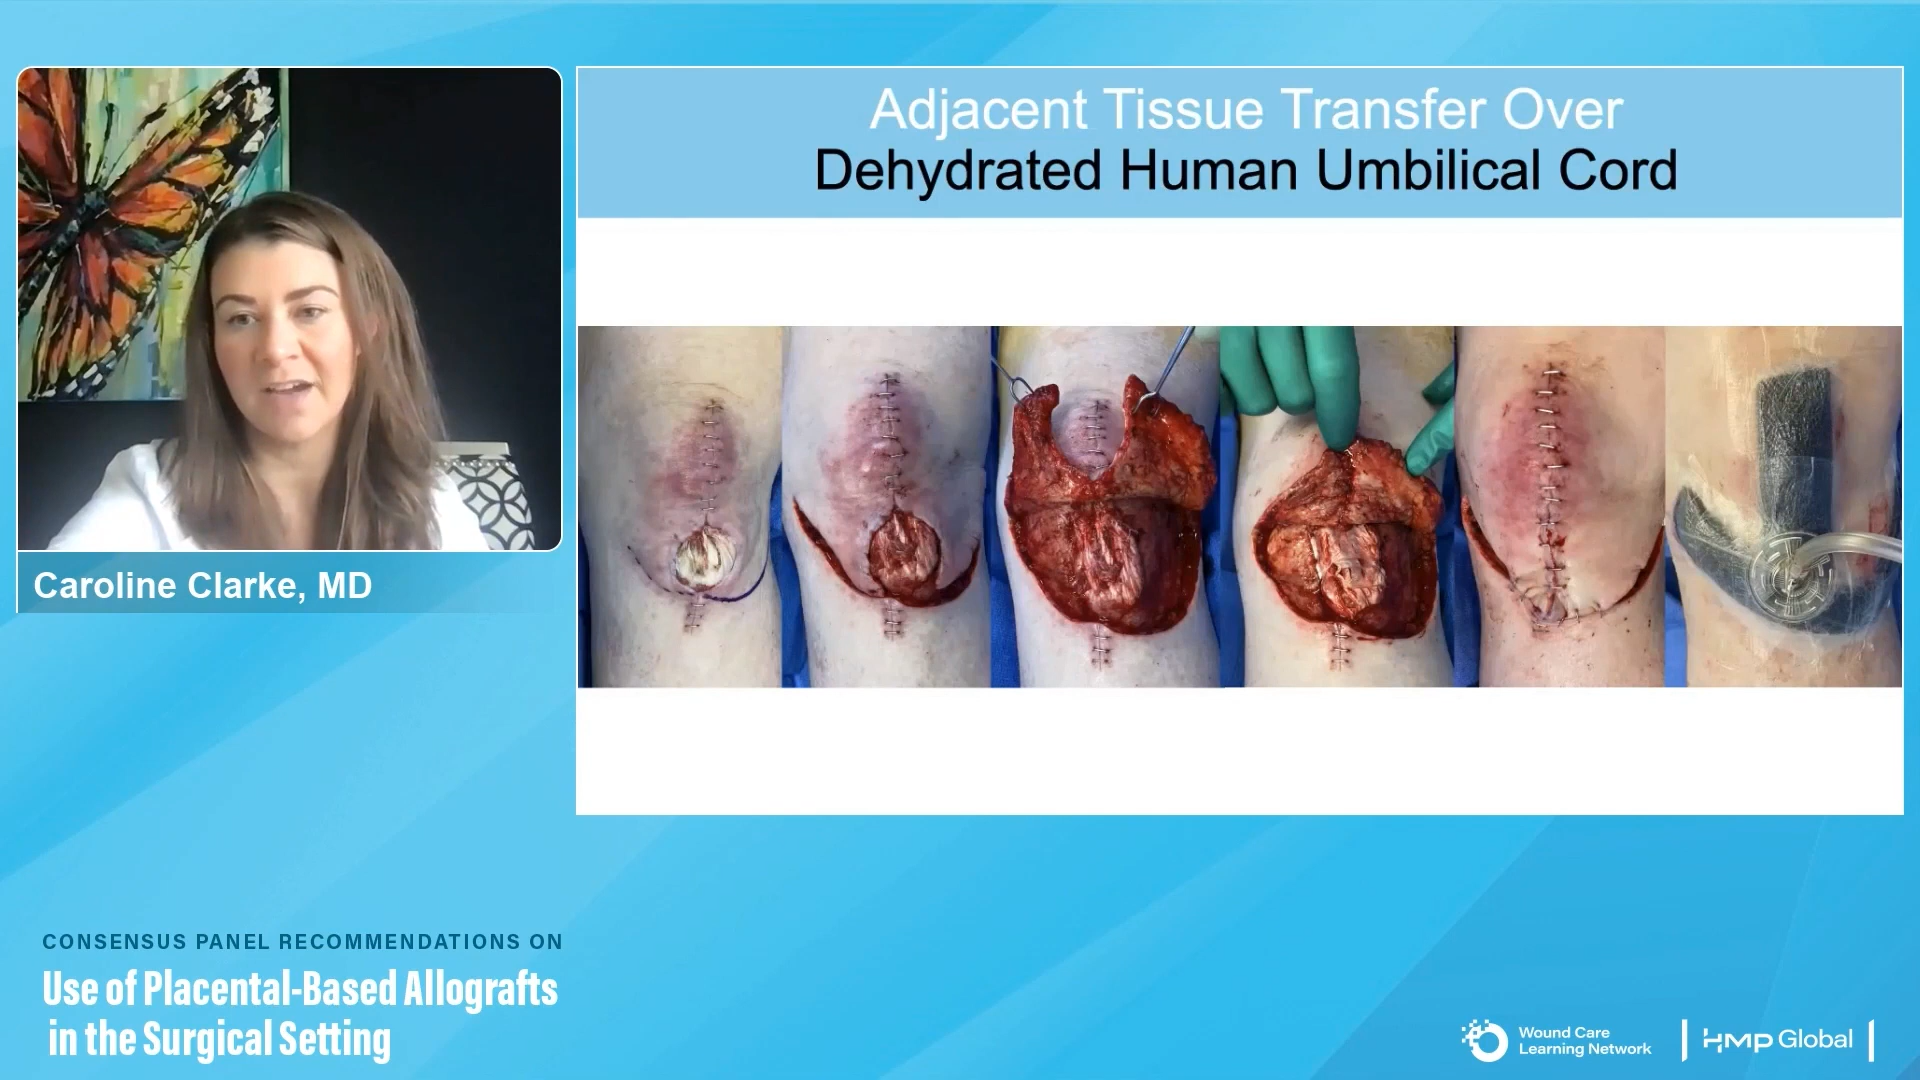 Adjacent Tissue Transfer Over
Dehydrated Human Umbilical Cord
Caroline Clarke, MD
CONSENSUS PANEL RECOMMENDATIONS ON
Use of Placental-Based Allografts
in the Surgical Setting
Wound Care
Learning Network
HMP Global